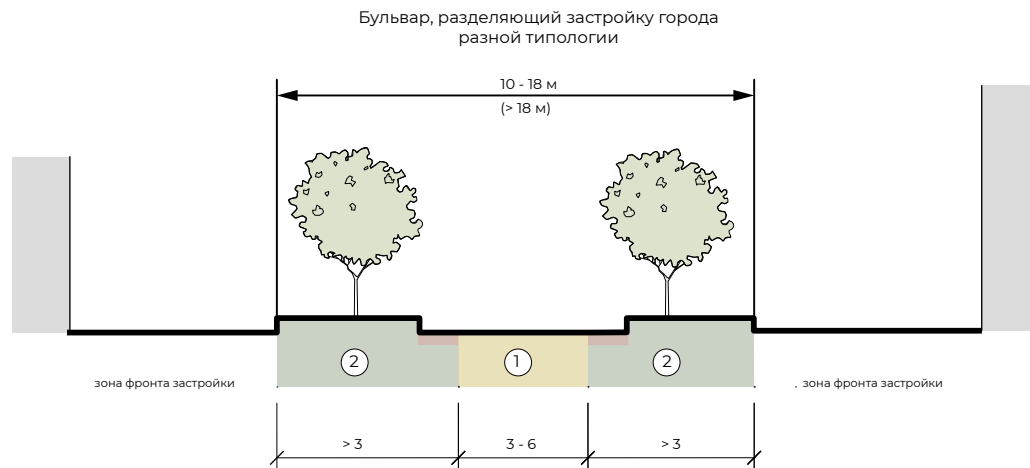 Бульвар, разделяющий застройку города
разной типологии
10 - 18 м
(> 18 м)
2
1
2
зона фронта застройки
зона фронта застройки
> 3
3 - 6
> 3